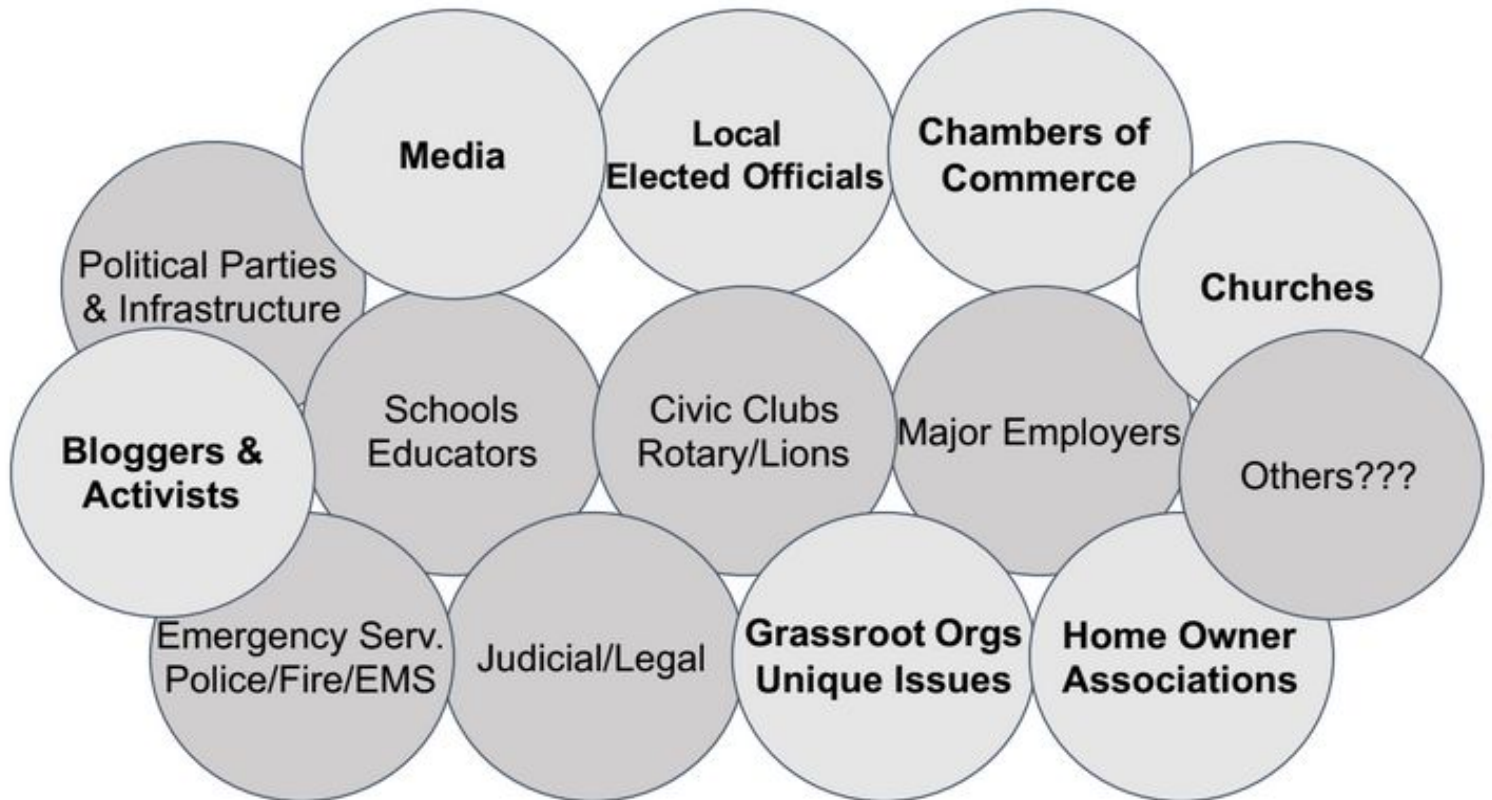 Media
Local
Elected Officials
Chambers of
Commerce
Political Parties
& Infrastructure
Churches
Bloggers &
Activists
Schools
Educators
Civic Clubs
Rotary/Lions
Major Employers
Others???
Emergency Serv.
Police/Fire/EMS
Judicial/Legal
Grassroot Orgs
Unique Issues
Home Owner
Associations